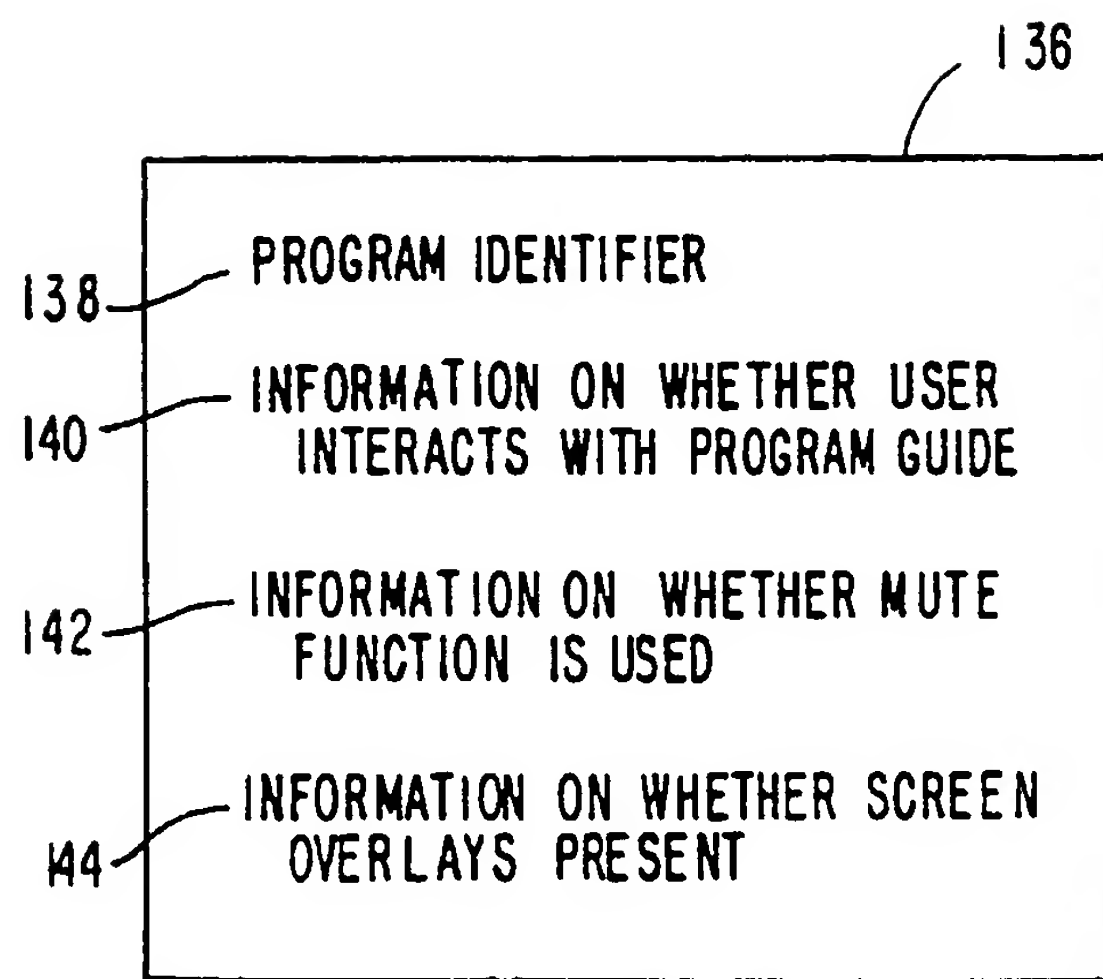 136
138 PROGRAM IDENTIFIER
140 INFORMATION ON WHETHER USER
INTERACTS WITH PROGRAM GUIDE
142 INFORMATION ON WHETHER MUTE
FUNCTION IS USED
144 INFORMATION ON WHETHER SCREEN
OVERLAYS PRESENT